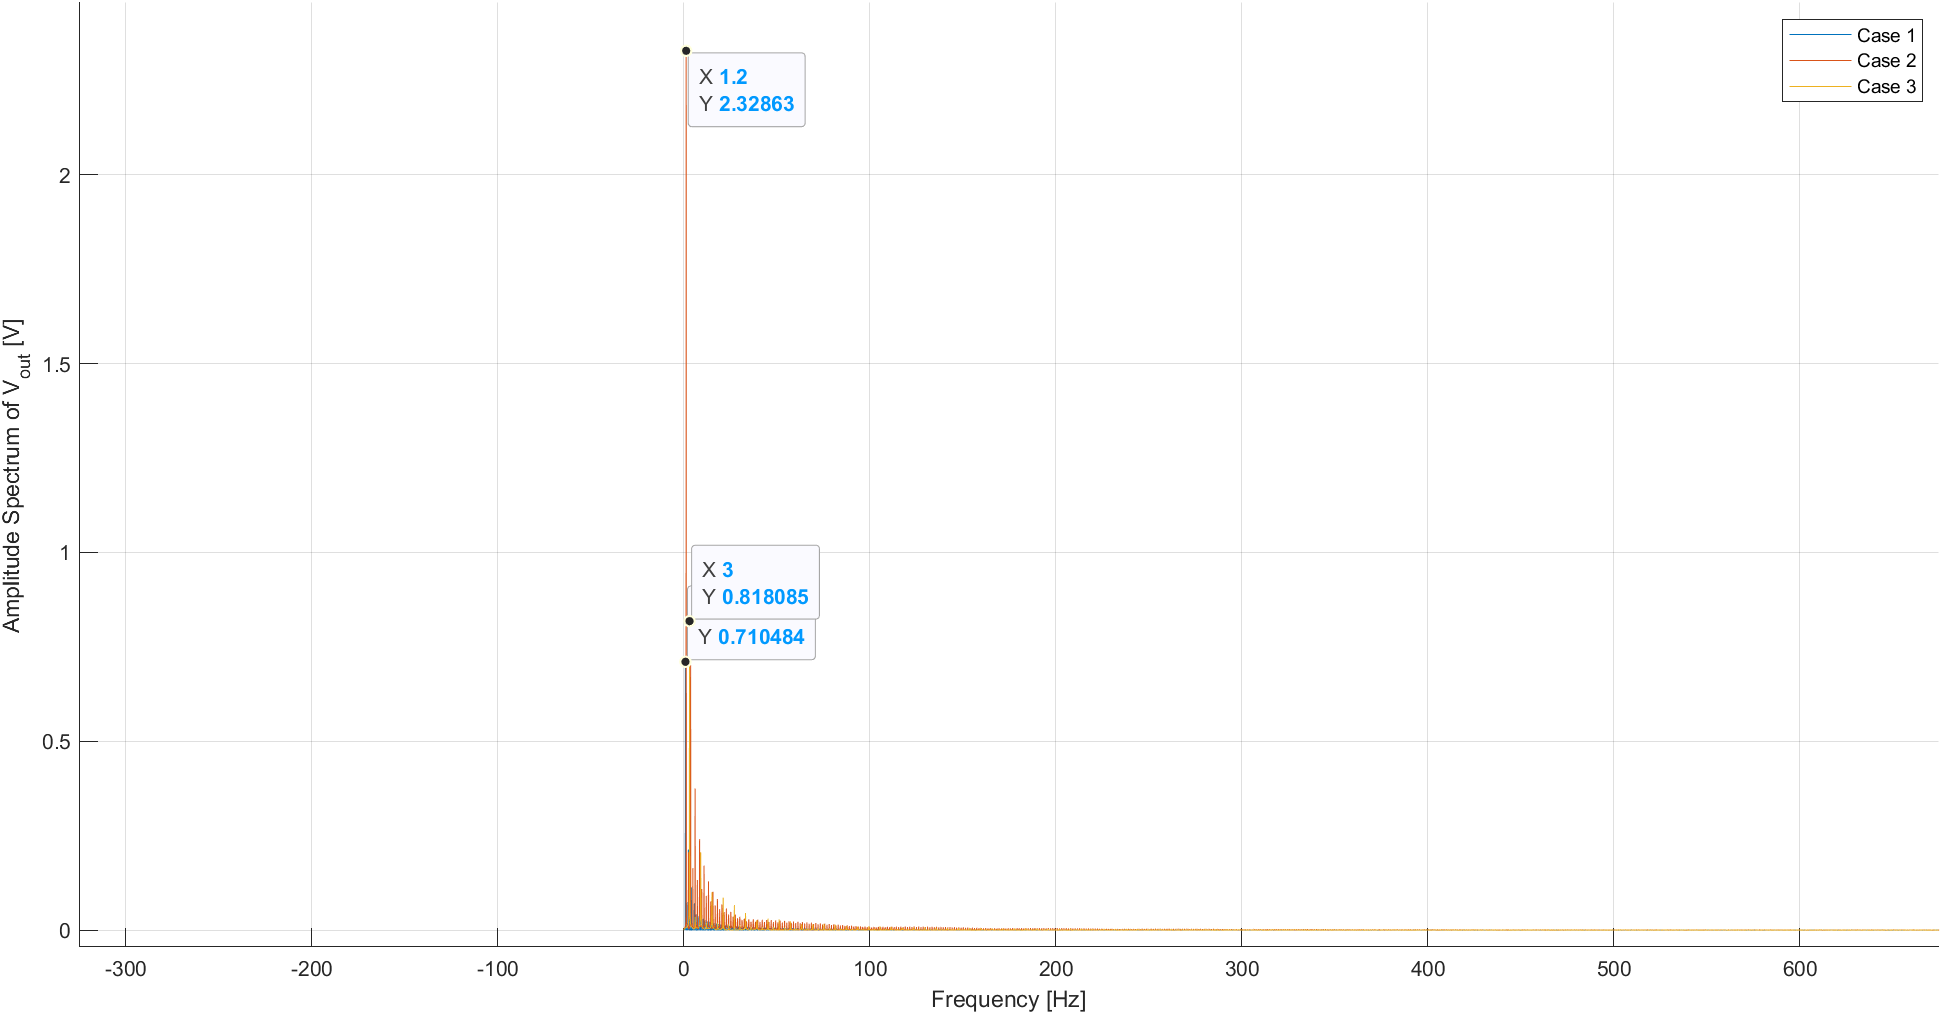 Case 1
Case 2
Case 3
X 1.2
Y 2.32863
X 3
Y 0.818085
Y 0.710484
2
1.5
1
0.5
0
-300 -200 -100 0 100 200 300 400 500 600
Frequency [Hz]
Amplitude Spectrum of Vout [V]